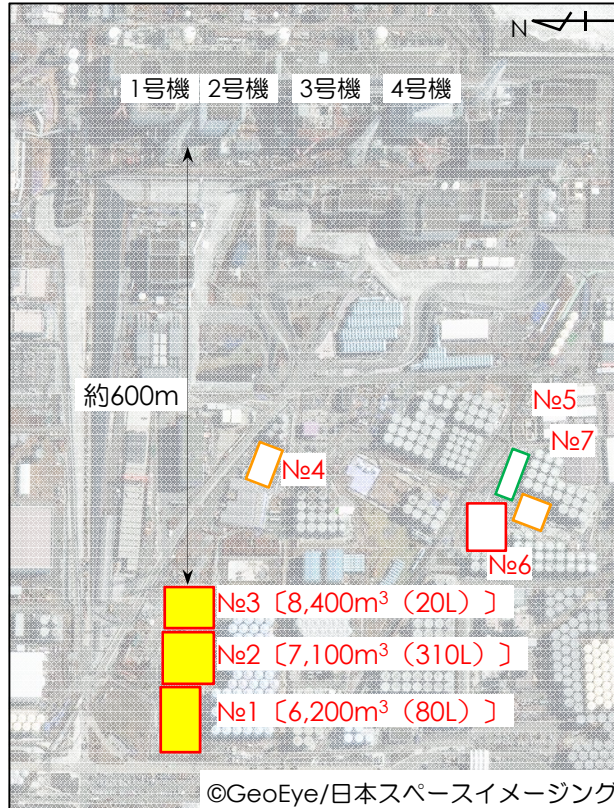 N
1号機 2号機 3号機 4号機
約600m
№5
№7
№4
№6
№3〔8,400m³（20L）〕
№2〔7,100m³（310L）〕
№1〔6,200m³（80L）〕
©GeoEye/日本スペースイメージング